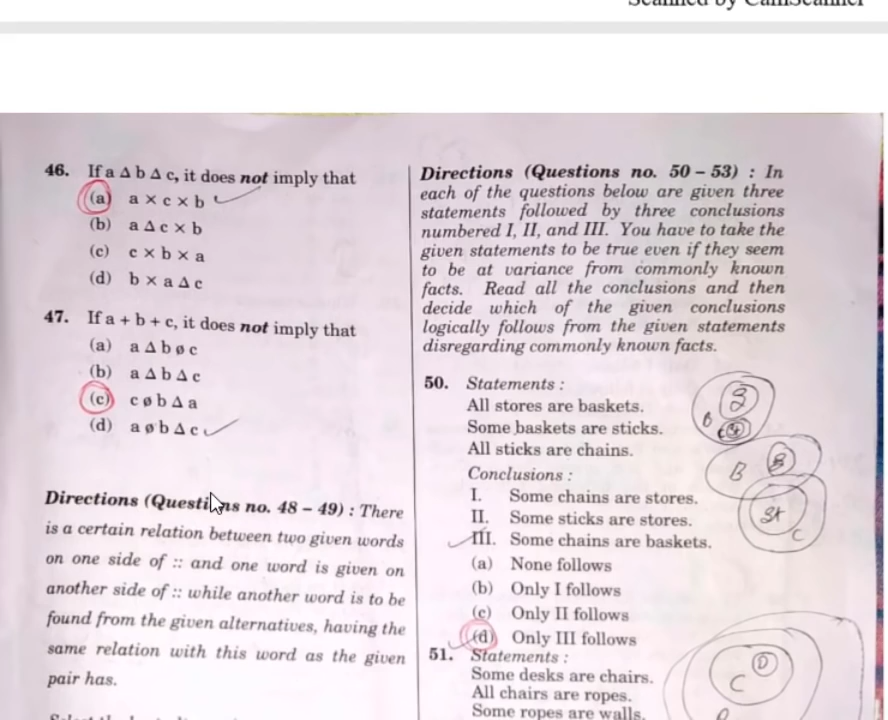 Scanned by CamScanner
46. If a Δ b Δ c, it does not imply that
(a) a × c × b
(b) a Δ c × b
(c) c × b × a
(d) b × a Δ c
47. If a + b + c, it does not imply that
(a) a Δ b ø c
(b) a Δ b Δ c
(c) c ø b Δ a
(d) a ø b Δ c
Directions (Questions no. 48 – 49) : There
is a certain relation between two given words
on one side of :: and one word is given on
another side of :: while another word is to be
found from the given alternatives, having the
same relation with this word as the given
pair has.
Directions (Questions no. 50 – 53) : In
each of the questions below are given three
statements followed by three conclusions
numbered I, II, and III. You have to take the
given statements to be true even if they seem
to be at variance from commonly known
facts. Read all the conclusions and then
decide which of the given conclusions
logically follows from the given statements
disregarding commonly known facts.
50. Statements :
All stores are baskets.
Some baskets are sticks.
All sticks are chains.
Conclusions :
I. Some chains are stores.
II. Some sticks are stores.
III. Some chains are baskets.
(a) None follows
(b) Only I follows
(c) Only II follows
(d) Only III follows
B
B
St
C
51. Statements :
Some desks are chairs.
All chairs are ropes.
Some ropes are walls.
D
C